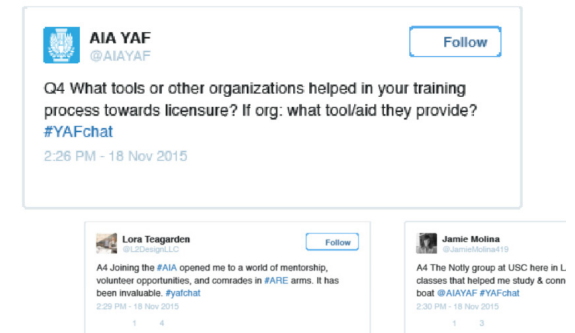 AIA YAF
@AIAYAF
Follow
Q4 What tools or other organizations helped in your training
process towards licensure? If org: what tool/aid they provide?
#YAFchat
2:26 PM - 18 Nov 2015
Lora Teagarden
@L2DesignLLC
Follow
A4 Joining the #AIA opened me to a world of mentorship,
volunteer opportunities, and comrades in #ARE arms. It has
been invaluable. #yafchat
2:29 PM - 18 Nov 2015
1 4
Jamie Molina
@JamieMolina419
A4 The Notly group at USC here in L
classes that helped me study & conn
boat @AIAYAF #YAFchat
2:30 PM - 18 Nov 2015
1 3